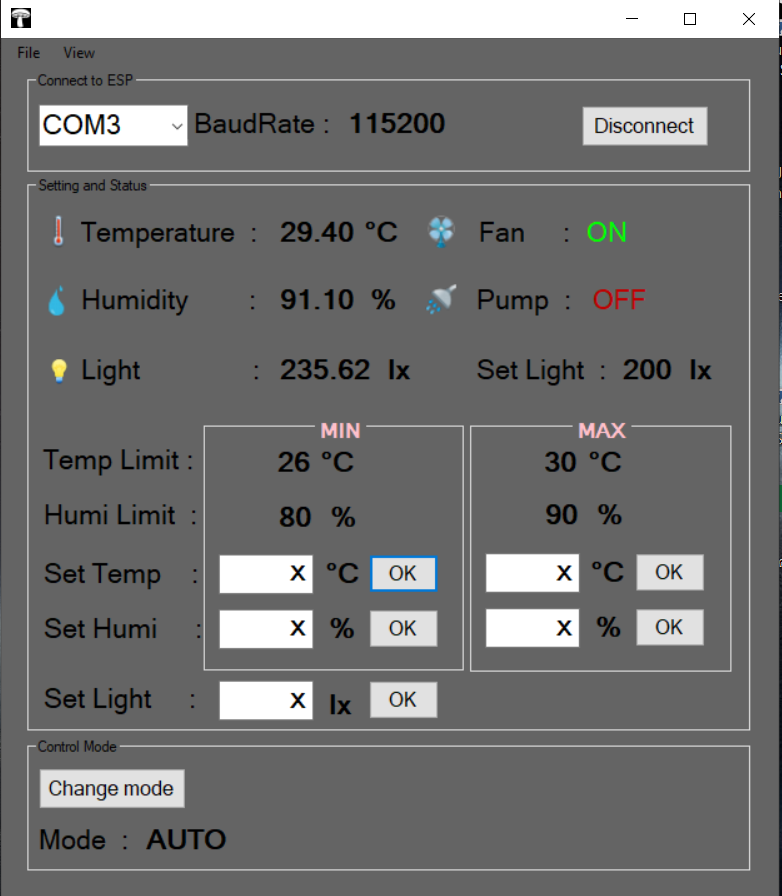 File View
Connect to ESP
COM3 BaudRate : 115200 Disconnect
Setting and Status
Temperature : 29.40 °C Fan : ON
Humidity : 91.10 % Pump : OFF
Light : 235.62 lx Set Light : 200 lx
MIN MAX
Temp Limit : 26 °C 30 °C
Humi Limit : 80 % 90 %
Set Temp : X °C OK X °C OK
Set Humi : X % OK X % OK
Set Light : X lx OK
Control Mode
Change mode
Mode : AUTO